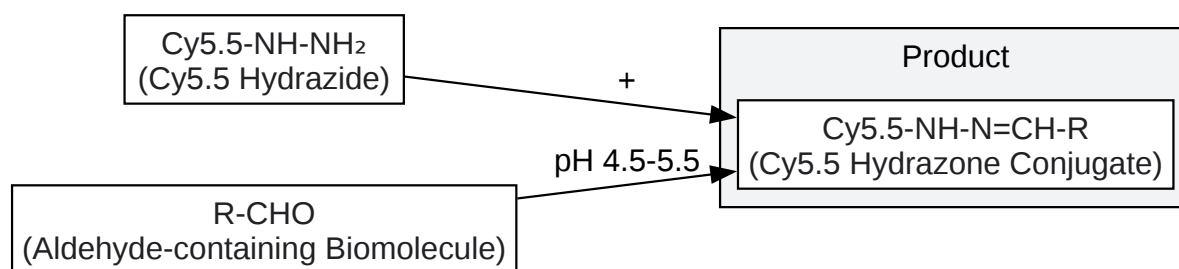 Cy5.5-NH-NH₂
(Cy5.5 Hydrazide)
+
Product
Cy5.5-NH-N=CH-R
(Cy5.5 Hydrazone Conjugate)
pH 4.5-5.5
R-CHO
(Aldehyde-containing Biomolecule)